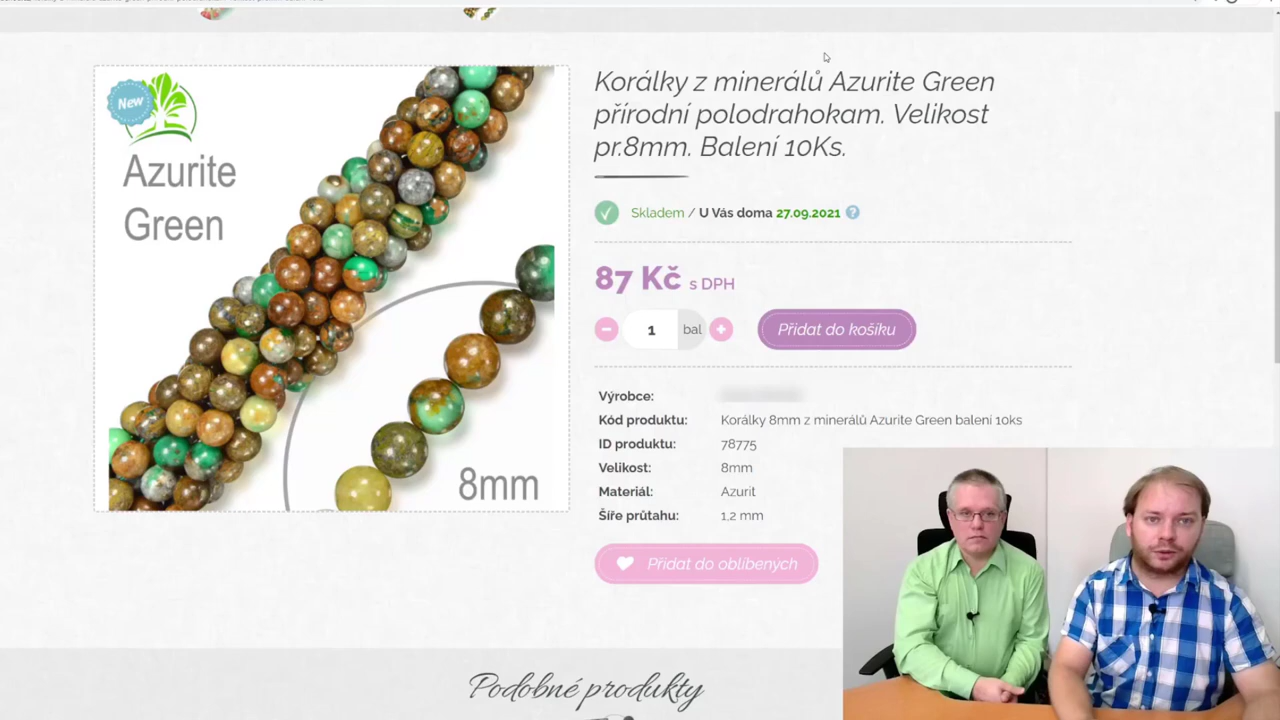 New
Azurite
Green
8mm
Korálky z minerálů Azurite Green
přírodní polodrahokam. Velikost
pr.8mm. Balení 10Ks.
Skladem / U Vás doma 27.09.2021 ?
87 Kč s DPH
− 1 bal +
Přidat do košíku
Výrobce:
Kód produktu: Korálky 8mm z minerálů Azurite Green balení 10ks
ID produktu: 78775
Velikost: 8mm
Materiál: Azurit
Šíře průtahu: 1,2 mm
Přidat do oblíbených
Podobné produkty